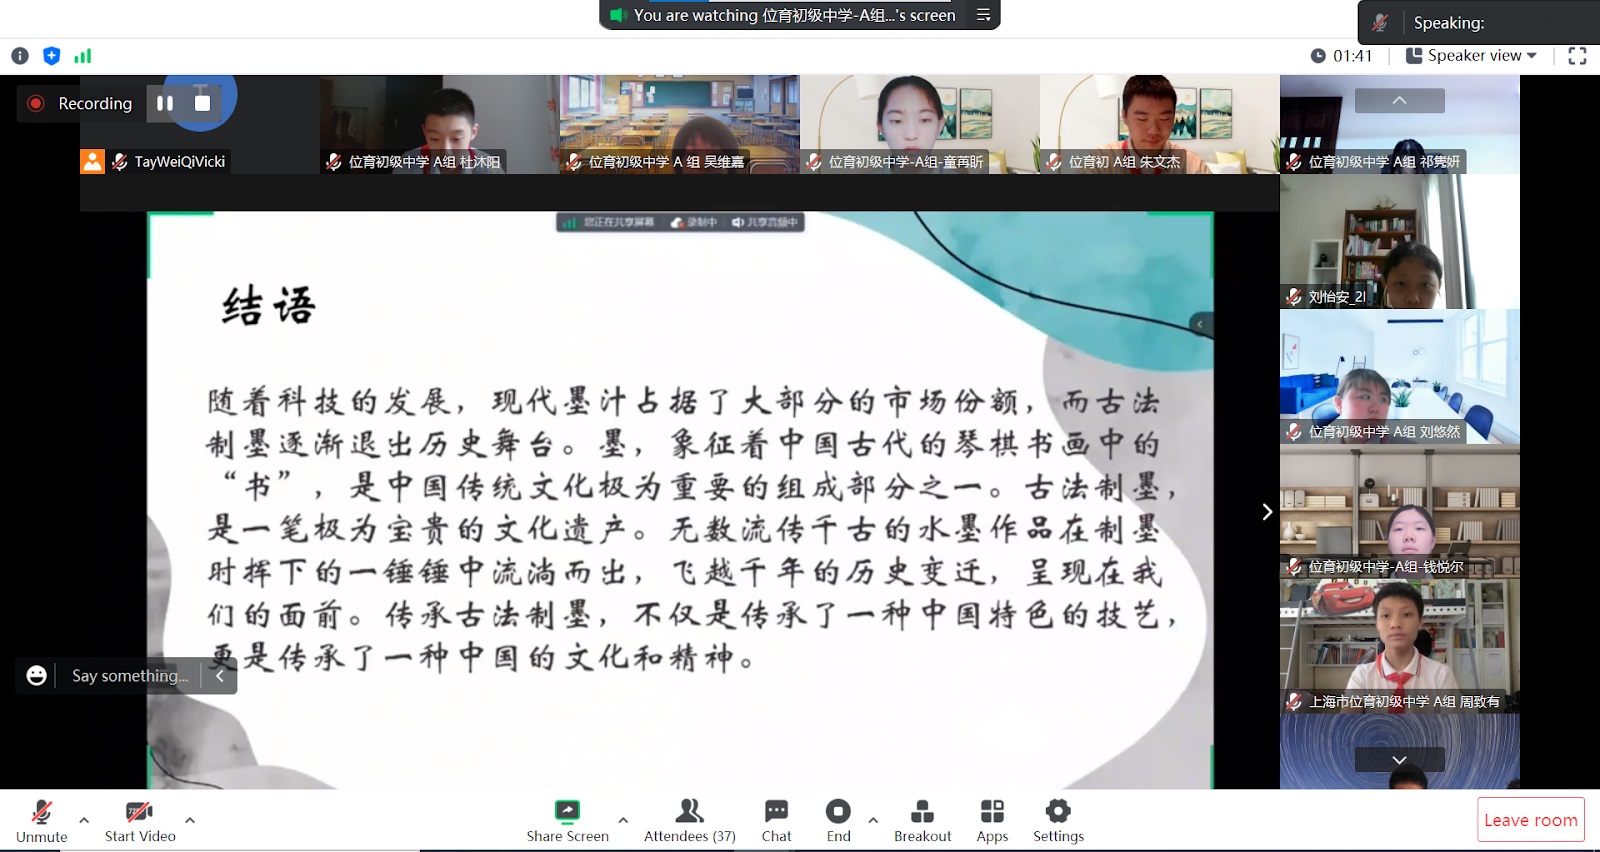 You are watching 位育初级中学-A组...'s screen
Speaking:
01:41
Speaker view
Recording
TayWeiQiVicki
位育初级中学 A组 杜沐阳
位育初级中学 A 组 吴维嘉
位育初级中学-A组-童苒昕
位育初 A组 朱文杰
位育初级中学 A组 祁隽妍
您正在共享屏幕 录制中 共享音频中
结语
随着科技的发展，现代墨汁占据了大部分的市场份额，而古法
制墨逐渐退出历史舞台。墨，象征着中国古代的琴棋书画中的
“书”，是中国传统文化极为重要的组成部分之一。古法制墨，
是一笔极为宝贵的文化遗产。无数流传千古的水墨作品在制墨
时挥下的一锤锤中流淌而出，飞越千年的历史变迁，呈现在我
们的面前。传承古法制墨，不仅是传承了一种中国特色的技艺，
更是传承了一种中国的文化和精神。
刘怡安_2I
位育初级中学 A组 刘悠然
位育初级中学-A组-钱悦尔
上海市位育初级中学 A组 周致有
Say something...
Unmute
Start Video
Share Screen
Attendees (37)
Chat
End
Breakout
Apps
Settings
Leave room